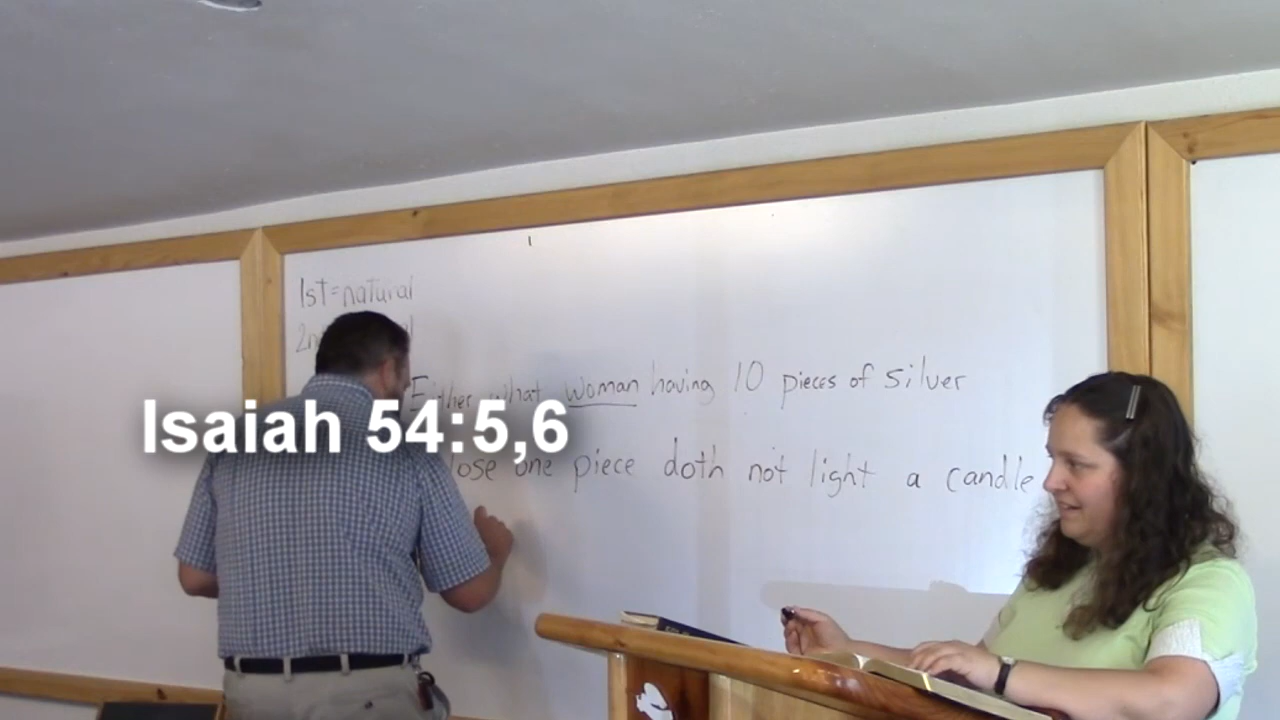 1st=natural
2n
Either what woman having 10 pieces of silver
Isaiah 54:5,6
lose one piece doth not light a candle